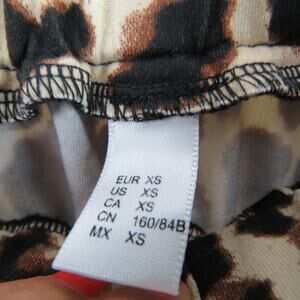 EUR XS
US XS
CA XS
CN 160/84B
MX XS